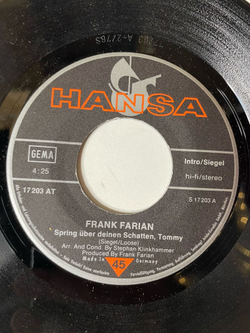 HANSA
GEMA
4:25
17 203 AT
Intro/Siegel
hi-fi/stereo
S 17 203 A
FRANK FARIAN
Spring über deinen Schatten, Tommy
(Siegel/Loose)
Arr. And Cond. By Stephan Klinkhammer
Produced By Frank Farian
Made in Germany
45